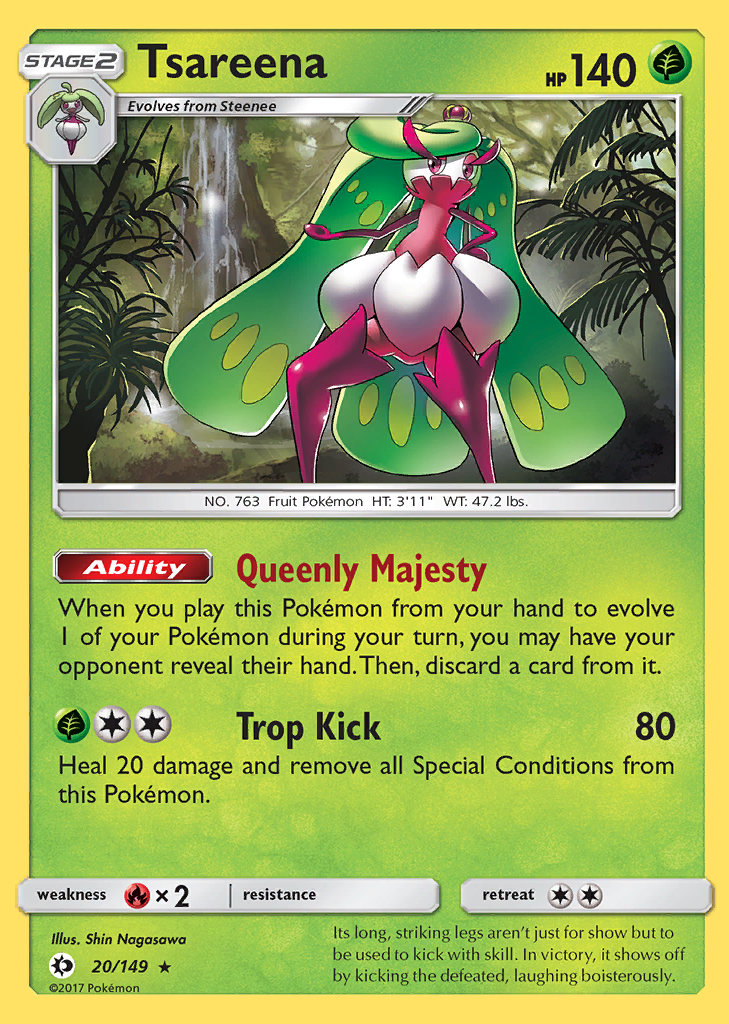 STAGE2
Tsareena
HP 140
Evolves from Steenee
NO. 763 Fruit Pokémon HT: 3'11" WT: 47.2 lbs.
Ability Queenly Majesty
When you play this Pokémon from your hand to evolve
1 of your Pokémon during your turn, you may have your
opponent reveal their hand. Then, discard a card from it.
Trop Kick 80
Heal 20 damage and remove all Special Conditions from
this Pokémon.
weakness × 2 resistance retreat
Illus. Shin Nagasawa
20/149 ★
©2017 Pokémon
Its long, striking legs aren't just for show but to
be used to kick with skill. In victory, it shows off
by kicking the defeated, laughing boisterously.